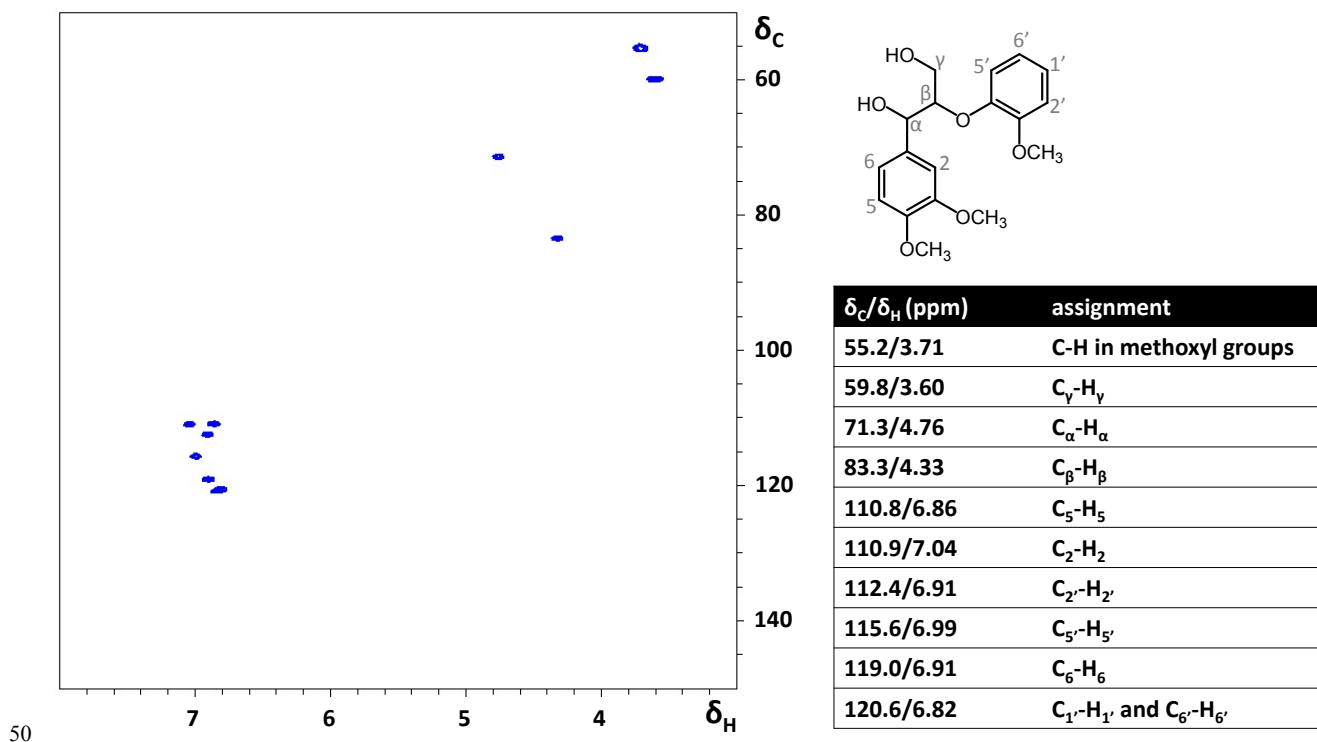 δC
60
80
100
120
140
7 6 5 4 δH
50
HO
γ
6’
5’
1’
β
2’
HO
α
O
OCH3
6
2
5
OCH3
OCH3
δC/δH (ppm) assignment
55.2/3.71 C-H in methoxyl groups
59.8/3.60 Cγ-Hγ
71.3/4.76 Cα-Hα
83.3/4.33 Cβ-Hβ
110.8/6.86 C5-H5
110.9/7.04 C2-H2
112.4/6.91 C2’-H2’
115.6/6.99 C5’-H5’
119.0/6.91 C6-H6
120.6/6.82 C1’-H1’ and C6’-H6’